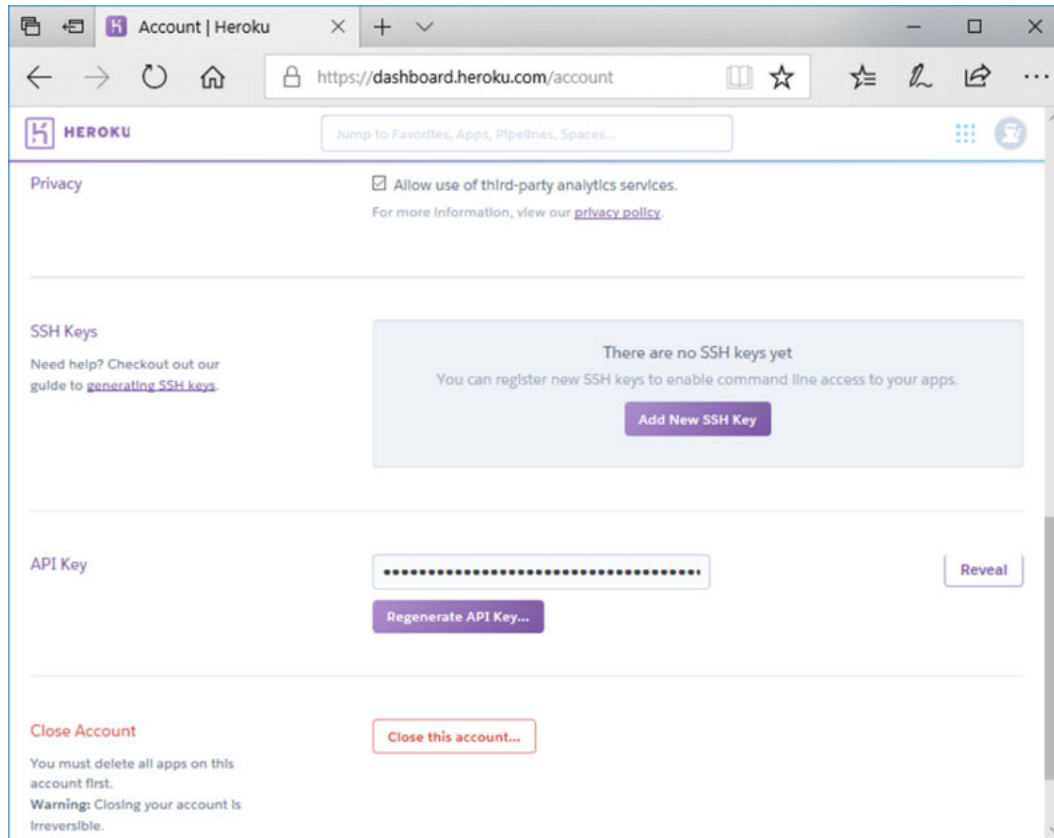 Account | Heroku
https://dashboard.heroku.com/account
HEROKU
Jump to Favorites, Apps, Pipelines, Spaces...
Privacy
Allow use of third-party analytics services.
For more information, view our privacy policy.
SSH Keys
Need help? Checkout out our
guide to generating SSH keys.
There are no SSH keys yet
You can register new SSH keys to enable command line access to your apps.
Add New SSH Key
API Key
••••••••••••••••••••••••••••••••••••
Reveal
Regenerate API Key...
Close Account
You must delete all apps on this
account first.
Warning: Closing your account is
irreversible.
Close this account...